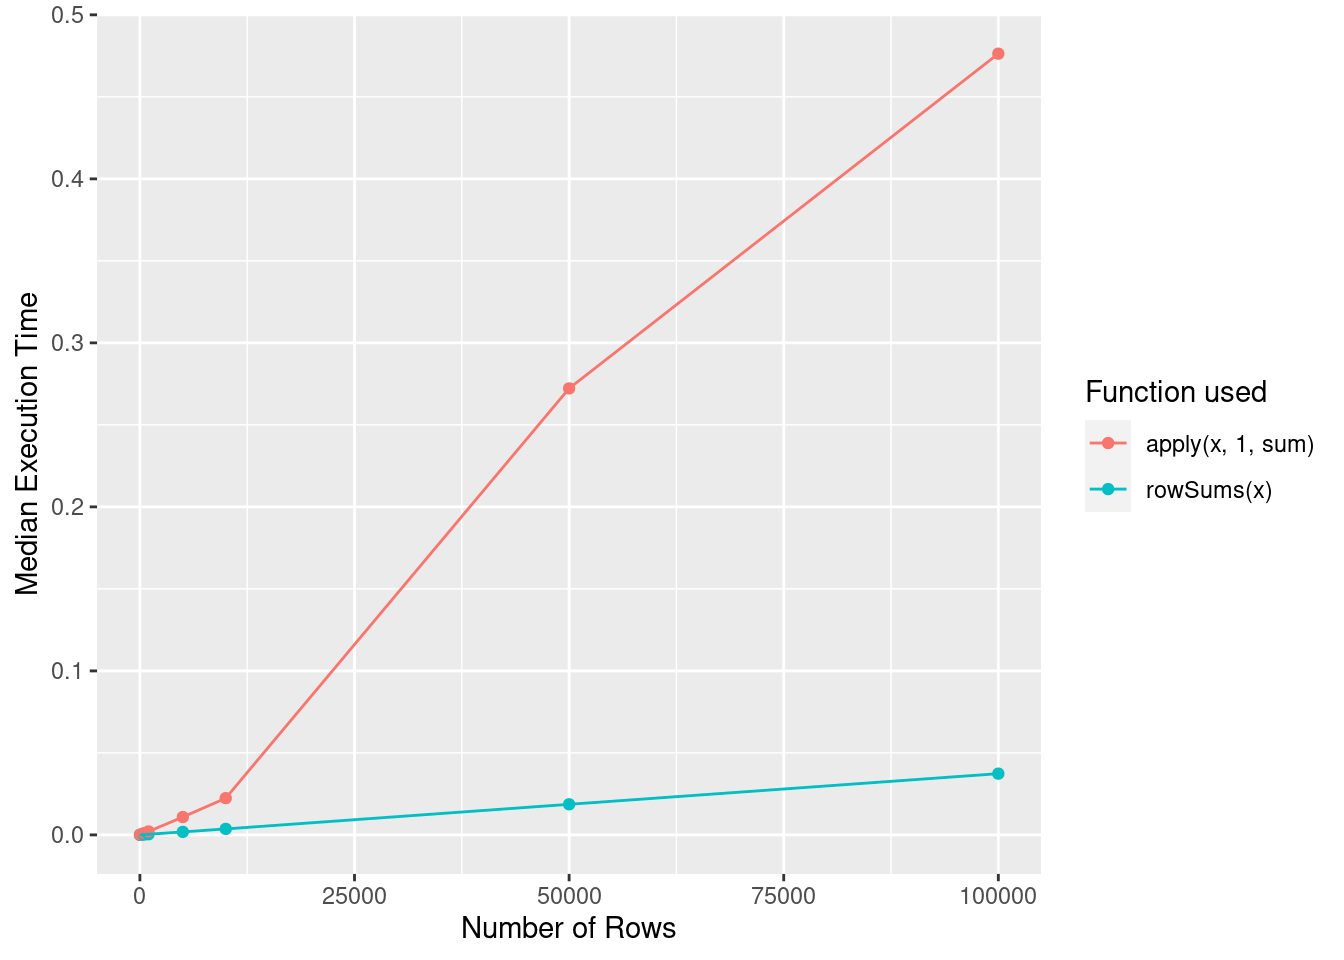 0.5
0.4
0.3
0.2
0.1
0.0
Median Execution Time
0
25000
50000
75000
100000
Number of Rows
Function used
apply(x, 1, sum)
rowSums(x)